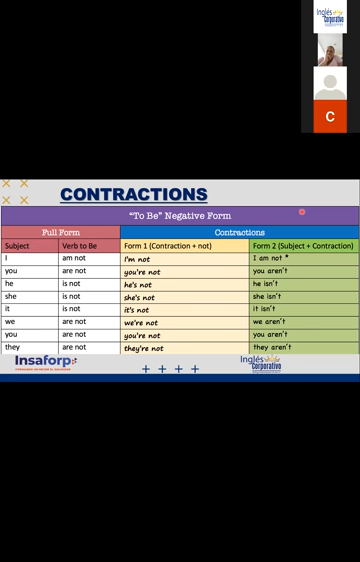 Inglés
Corporativo
C
CONTRACTIONS
"To Be" Negative Form
Full Form Contractions
Subject Verb to Be Form 1 (Contraction + not) Form 2 (Subject + Contraction)
I am not I'm not I am not *
you are not you're not you aren't
he is not he's not he isn't
she is not she's not she isn't
it is not it's not it isn't
we are not we're not we aren't
you are not you're not you aren't
they are not they're not they aren't
Insaforp
Inglés
Corporativo